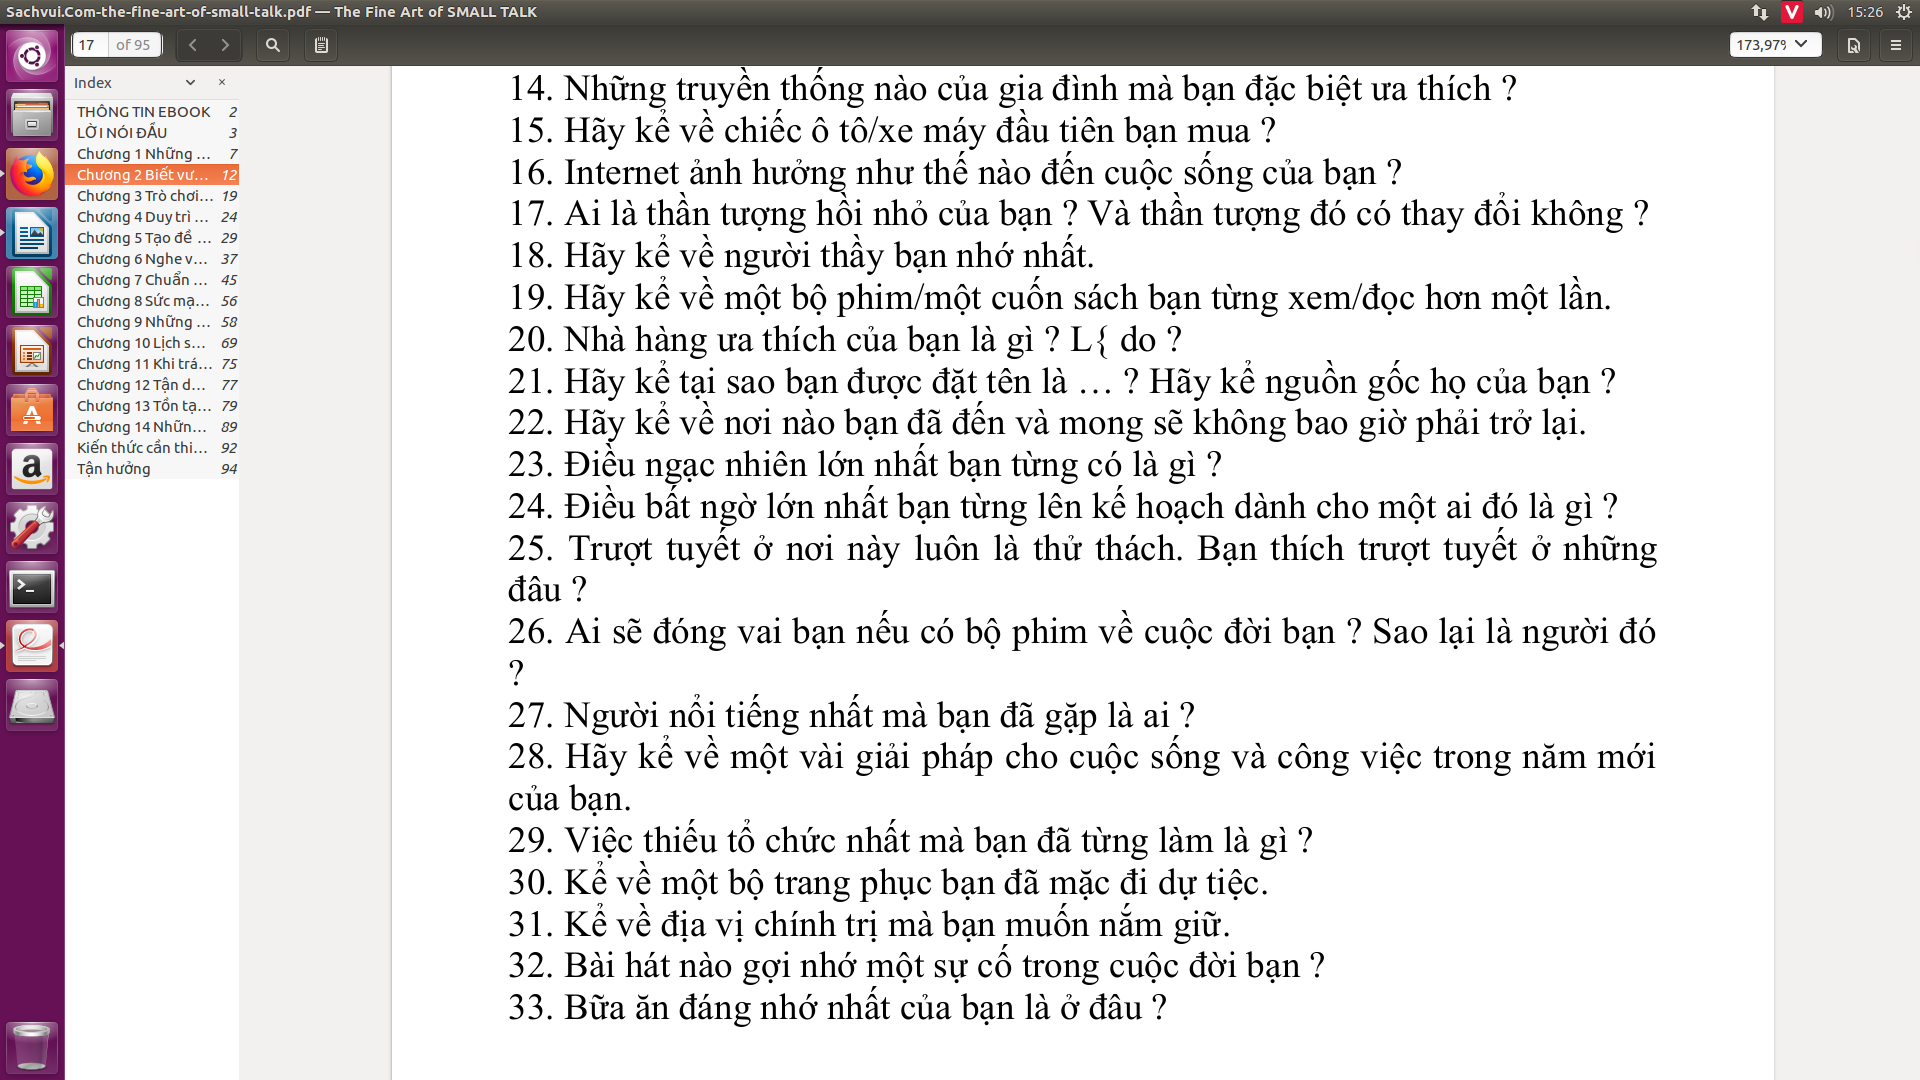 Sachvui.Com-the-fine-art-of-small-talk.pdf — The Fine Art of SMALL TALK
V
15:26
17 of 95
173,97%
Index
THÔNG TIN EBOOK 2
LỜI NÓI ĐẦU 3
Chương 1 Những ... 7
Chương 2 Biết vư... 12
Chương 3 Trò chơi... 19
Chương 4 Duy trì ... 24
Chương 5 Tạo đề ... 29
Chương 6 Nghe v... 37
Chương 7 Chuẩn ... 45
Chương 8 Sức mạ... 56
Chương 9 Những ... 58
Chương 10 Lịch s... 69
Chương 11 Khi trá... 75
Chương 12 Tận d... 77
Chương 13 Tồn tạ... 79
Chương 14 Nhữn... 89
Kiến thức cần thi... 92
Tận hưởng 94
14. Những truyền thống nào của gia đình mà bạn đặc biệt ưa thích ?
15. Hãy kể về chiếc ô tô/xe máy đầu tiên bạn mua ?
16. Internet ảnh hưởng như thế nào đến cuộc sống của bạn ?
17. Ai là thần tượng hồi nhỏ của bạn ? Và thần tượng đó có thay đổi không ?
18. Hãy kể về người thầy bạn nhớ nhất.
19. Hãy kể về một bộ phim/một cuốn sách bạn từng xem/đọc hơn một lần.
20. Nhà hàng ưa thích của bạn là gì ? L{ do ?
21. Hãy kể tại sao bạn được đặt tên là … ? Hãy kể nguồn gốc họ của bạn ?
22. Hãy kể về nơi nào bạn đã đến và mong sẽ không bao giờ phải trở lại.
23. Điều ngạc nhiên lớn nhất bạn từng có là gì ?
24. Điều bất ngờ lớn nhất bạn từng lên kế hoạch dành cho một ai đó là gì ?
25. Trượt tuyết ở nơi này luôn là thử thách. Bạn thích trượt tuyết ở những
đâu ?
26. Ai sẽ đóng vai bạn nếu có bộ phim về cuộc đời bạn ? Sao lại là người đó
?
27. Người nổi tiếng nhất mà bạn đã gặp là ai ?
28. Hãy kể về một vài giải pháp cho cuộc sống và công việc trong năm mới
của bạn.
29. Việc thiếu tổ chức nhất mà bạn đã từng làm là gì ?
30. Kể về một bộ trang phục bạn đã mặc đi dự tiệc.
31. Kể về địa vị chính trị mà bạn muốn nắm giữ.
32. Bài hát nào gợi nhớ một sự cố trong cuộc đời bạn ?
33. Bữa ăn đáng nhớ nhất của bạn là ở đâu ?